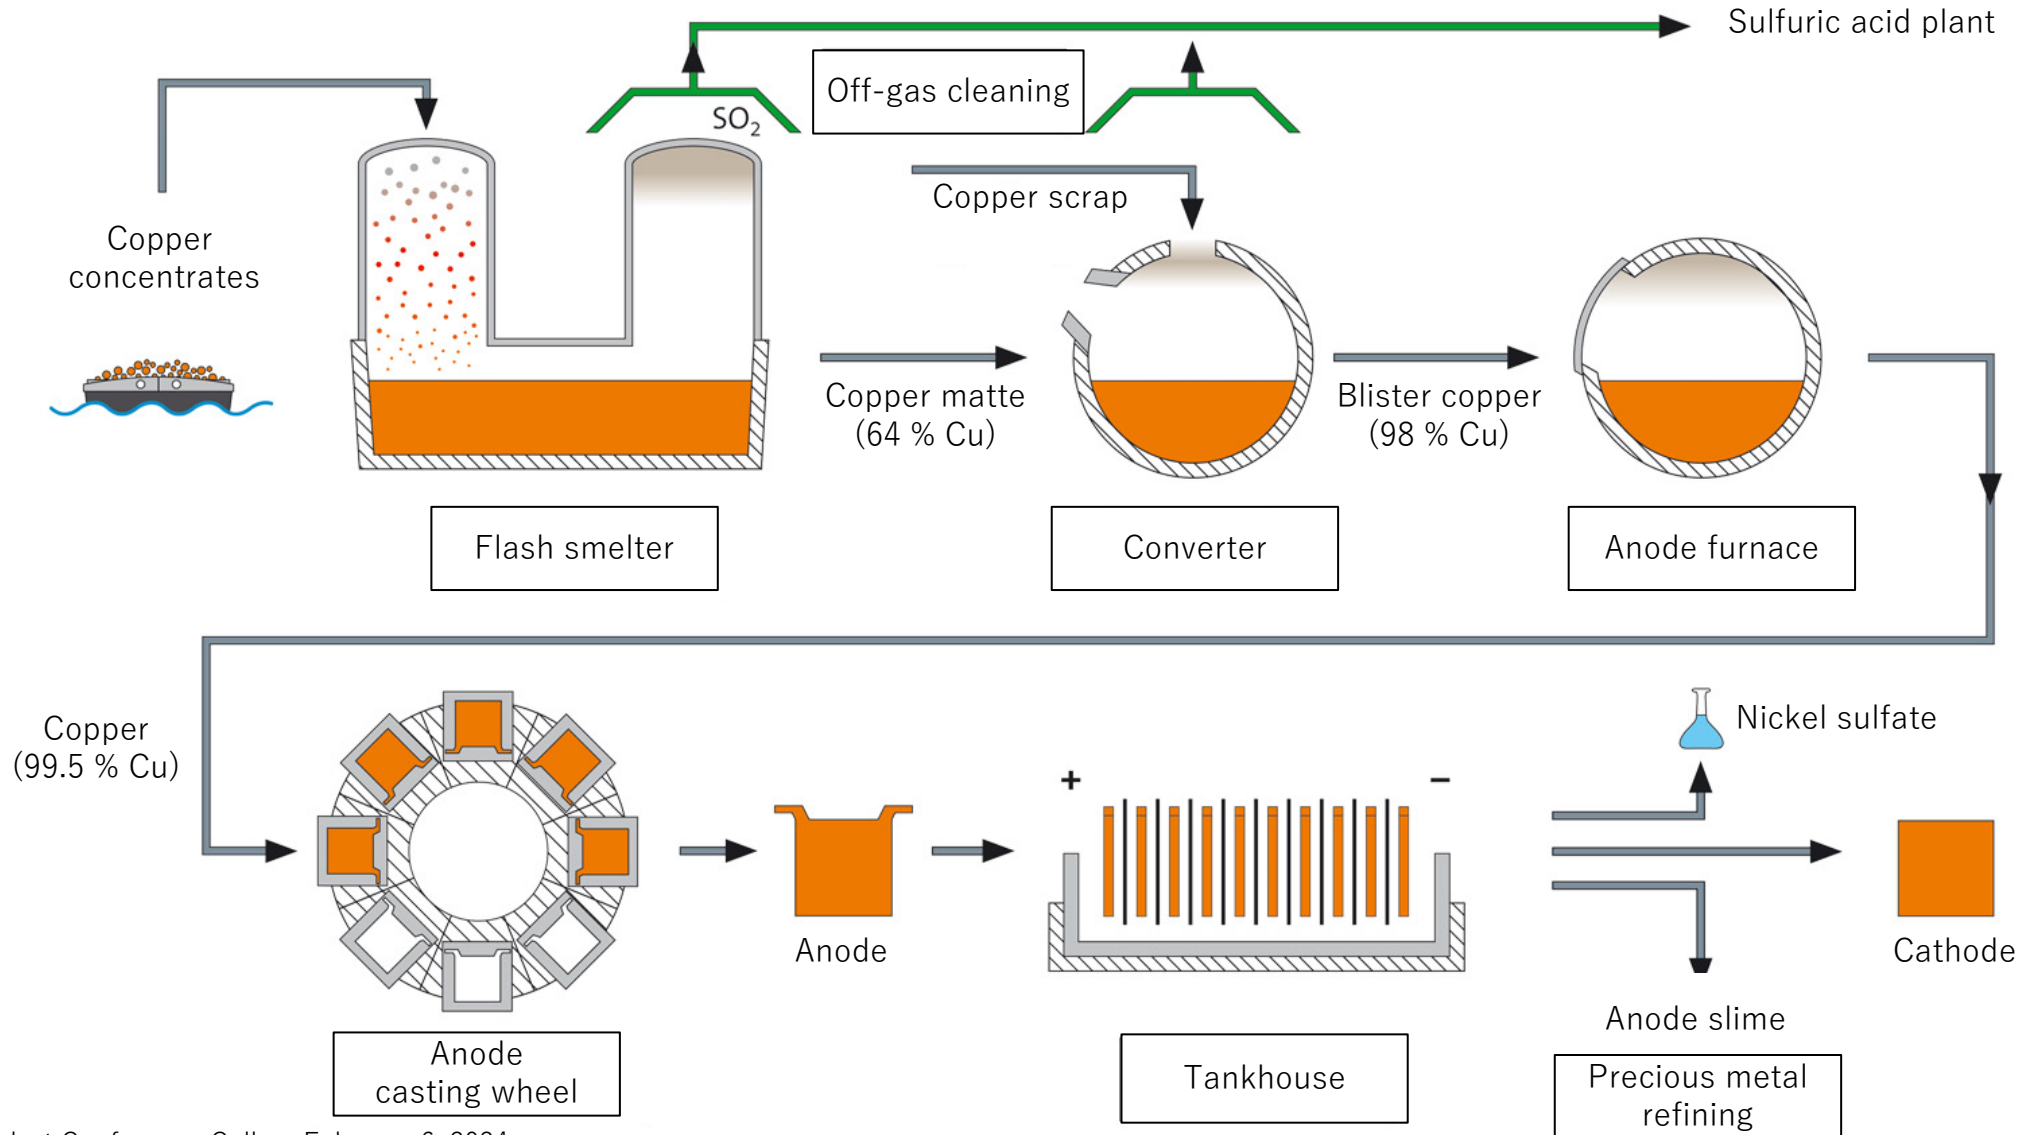 Sulfuric acid plant
Off-gas cleaning
SO₂
Copper scrap
Copper
concentrates
Copper matte
(64 % Cu)
Blister copper
(98 % Cu)
Flash smelter
Converter
Anode furnace
Copper
(99.5 % Cu)
Nickel sulfate
+
−
Anode
Cathode
Anode slime
Anode
casting wheel
Tankhouse
Precious metal
refining